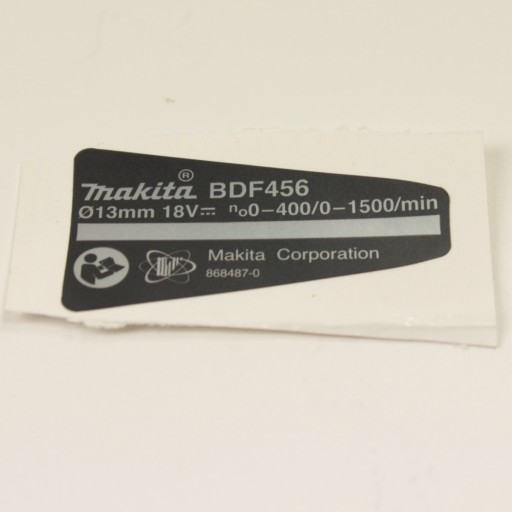 makita® BDF456
Ø13mm 18V⎓ n₀0-400/0-1500/min
Makita Corporation
868487-0